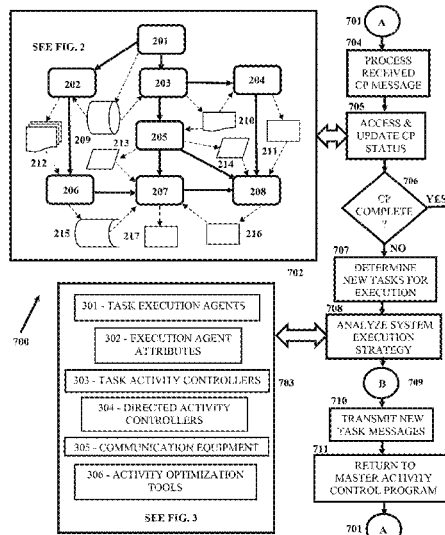 SEE FIG. 2
201
202
203
204
213
210
209
205
211
212
214
206
207
208
215
217
216
702
700
301 - TASK EXECUTION AGENTS
302 - EXECUTION AGENT
ATTRIBUTES
303 - TASK ACTIVITY CONTROLLERS
703
304 - DIRECTED ACTIVITY
CONTROLLERS
305 - COMMUNICATION EQUIPMENT
306 - ACTIVITY OPTIMIZATION
TOOLS
SEE FIG. 3
701
A
704
PROCESS
RECEIVED
CP MESSAGE
705
ACCESS &
UPDATE CP
STATUS
706
CP
COMPLETE
?
YES
NO
707
DETERMINE
NEW TASKS FOR
EXECUTION
708
ANALYZE SYSTEM
EXECUTION
STRATEGY
B
709
710
TRANSMIT NEW
TASK MESSAGES
711
RETURN TO
MASTER ACTIVITY
CONTROL PROGRAM
701
A